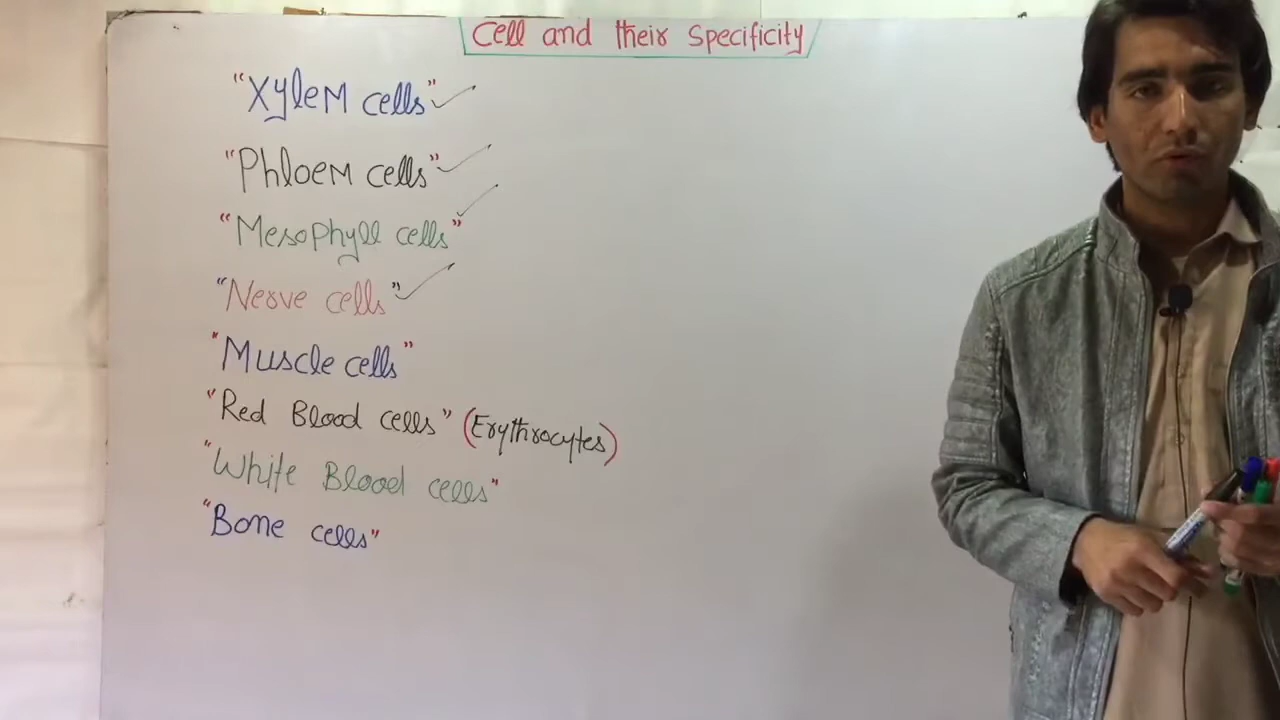 Cell and their Specificity
"Xylem cells"
"Phloem cells"
"Mesophyll cells"
"Nerve cells"
"Muscle cells"
"Red Blood cells" (Erythrocytes)
"White Blood cells"
"Bone cells"